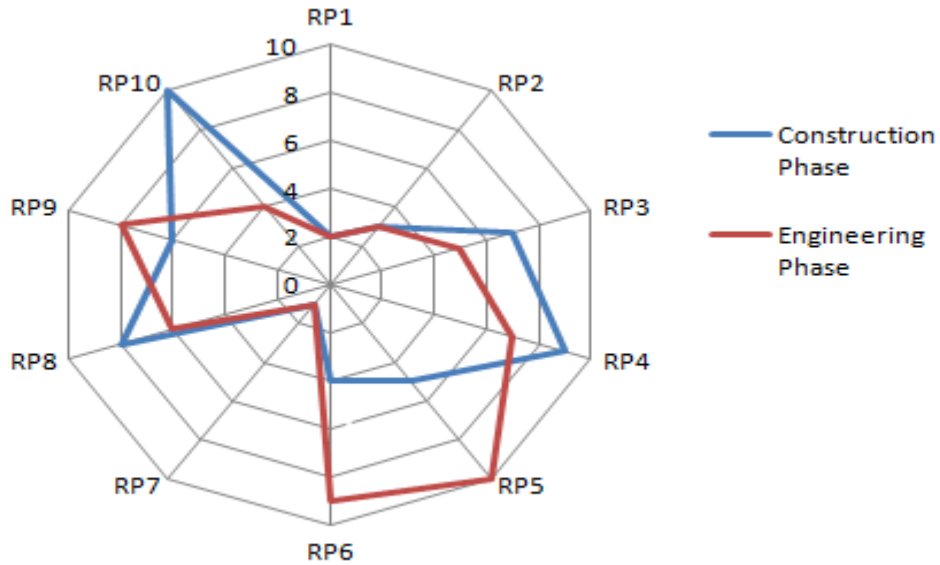 RP1
10
RP10
RP2
8
Construction
Phase
6
4
RP9
RP3
2
Engineering
Phase
0
RP8
RP4
RP7
RP5
RP6